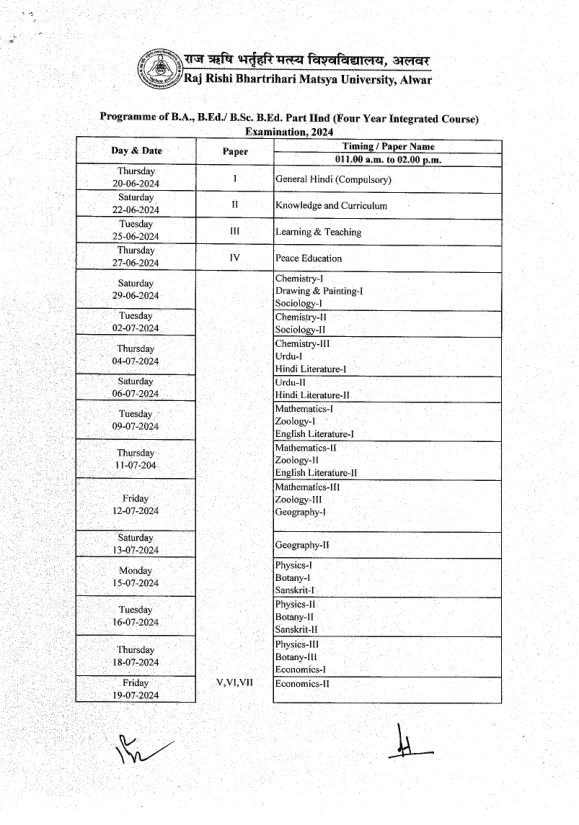 राज ऋषि भर्तृहरि मत्स्य विश्वविद्यालय, अलवर
Raj Rishi Bhartrihari Matsya University, Alwar
Programme of B.A., B.Ed./ B.Sc. B.Ed. Part IInd (Four Year Integrated Course)
Examination, 2024
Day & Date
Paper
Timing / Paper Name
011.00 a.m. to 02.00 p.m.
Thursday
20-06-2024
I
General Hindi (Compulsory)
Saturday
22-06-2024
II
Knowledge and Curriculum
Tuesday
25-06-2024
III
Learning & Teaching
Thursday
27-06-2024
IV
Peace Education
Saturday
29-06-2024
Chemistry-I
Drawing & Painting-I
Sociology-I
Tuesday
02-07-2024
Chemistry-II
Sociology-II
Thursday
04-07-2024
Chemistry-III
Urdu-I
Hindi Literature-I
Saturday
06-07-2024
Urdu-II
Hindi Literature-II
Tuesday
09-07-2024
Mathematics-I
Zoology-I
English Literature-I
Thursday
11-07-204
Mathematics-II
Zoology-II
English Literature-II
Friday
12-07-2024
Mathematics-III
Zoology-III
Geography-I
Saturday
13-07-2024
Geography-II
Monday
15-07-2024
Physics-I
Botany-I
Sanskrit-I
Tuesday
16-07-2024
Physics-II
Botany-II
Sanskrit-II
Thursday
18-07-2024
Physics-III
Botany-III
Economics-I
Friday
19-07-2024
V,VI,VII
Economics-II